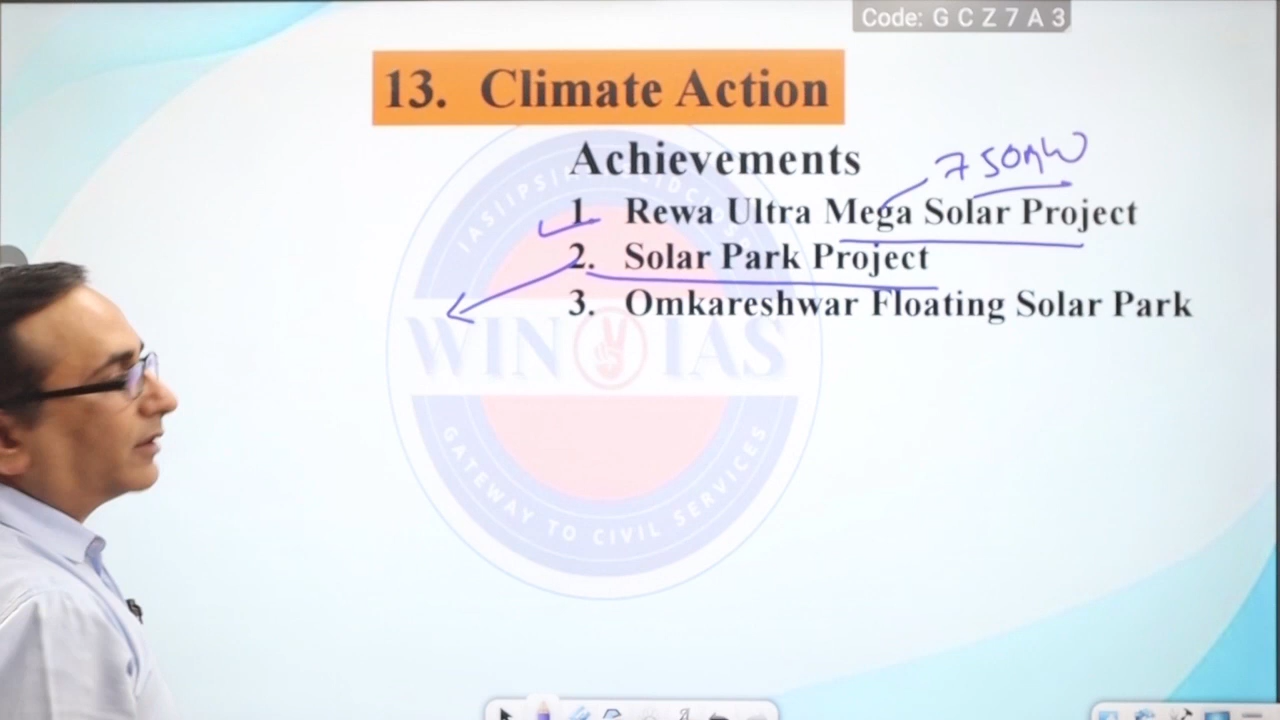 Code: G C Z 7 A 3
13. Climate Action
Achievements
750MW
1. Rewa Ultra Mega Solar Project
2. Solar Park Project
3. Omkareshwar Floating Solar Park
WIN IAS
GATEWAY TO CIVIL SERVICES